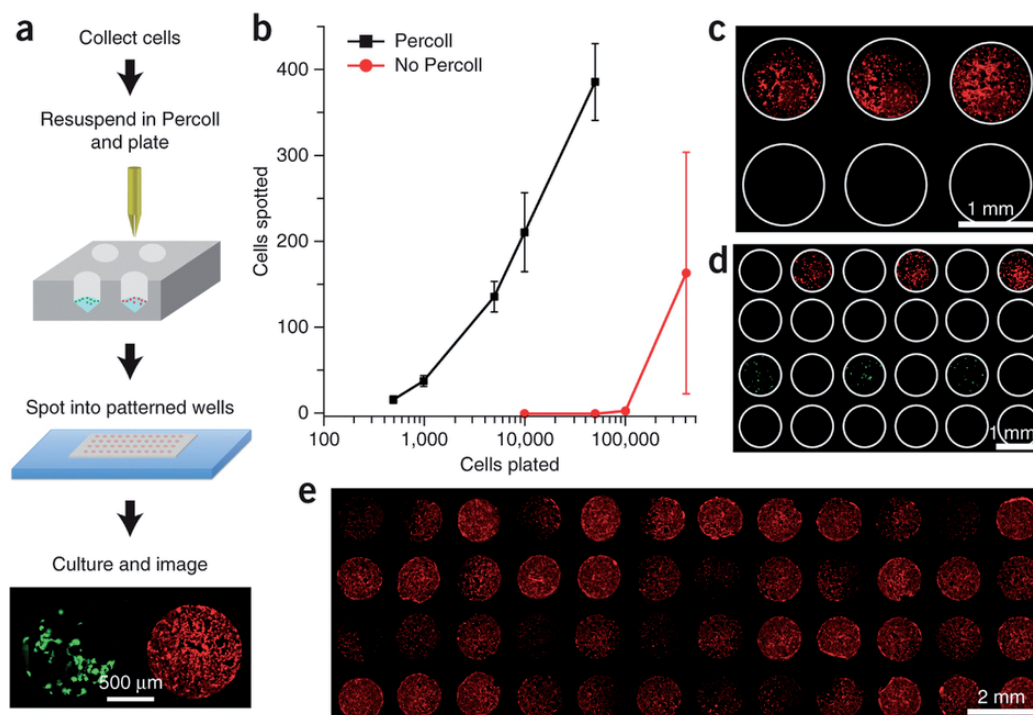 a
Collect cells
Resuspend in Percoll
and plate
Spot into patterned wells
Culture and image
500 μm
b
Percoll
No Percoll
Cells spotted
400
300
200
100
0
100
1,000
10,000
100,000
Cells plated
c
1 mm
d
1 mm
e
2 mm